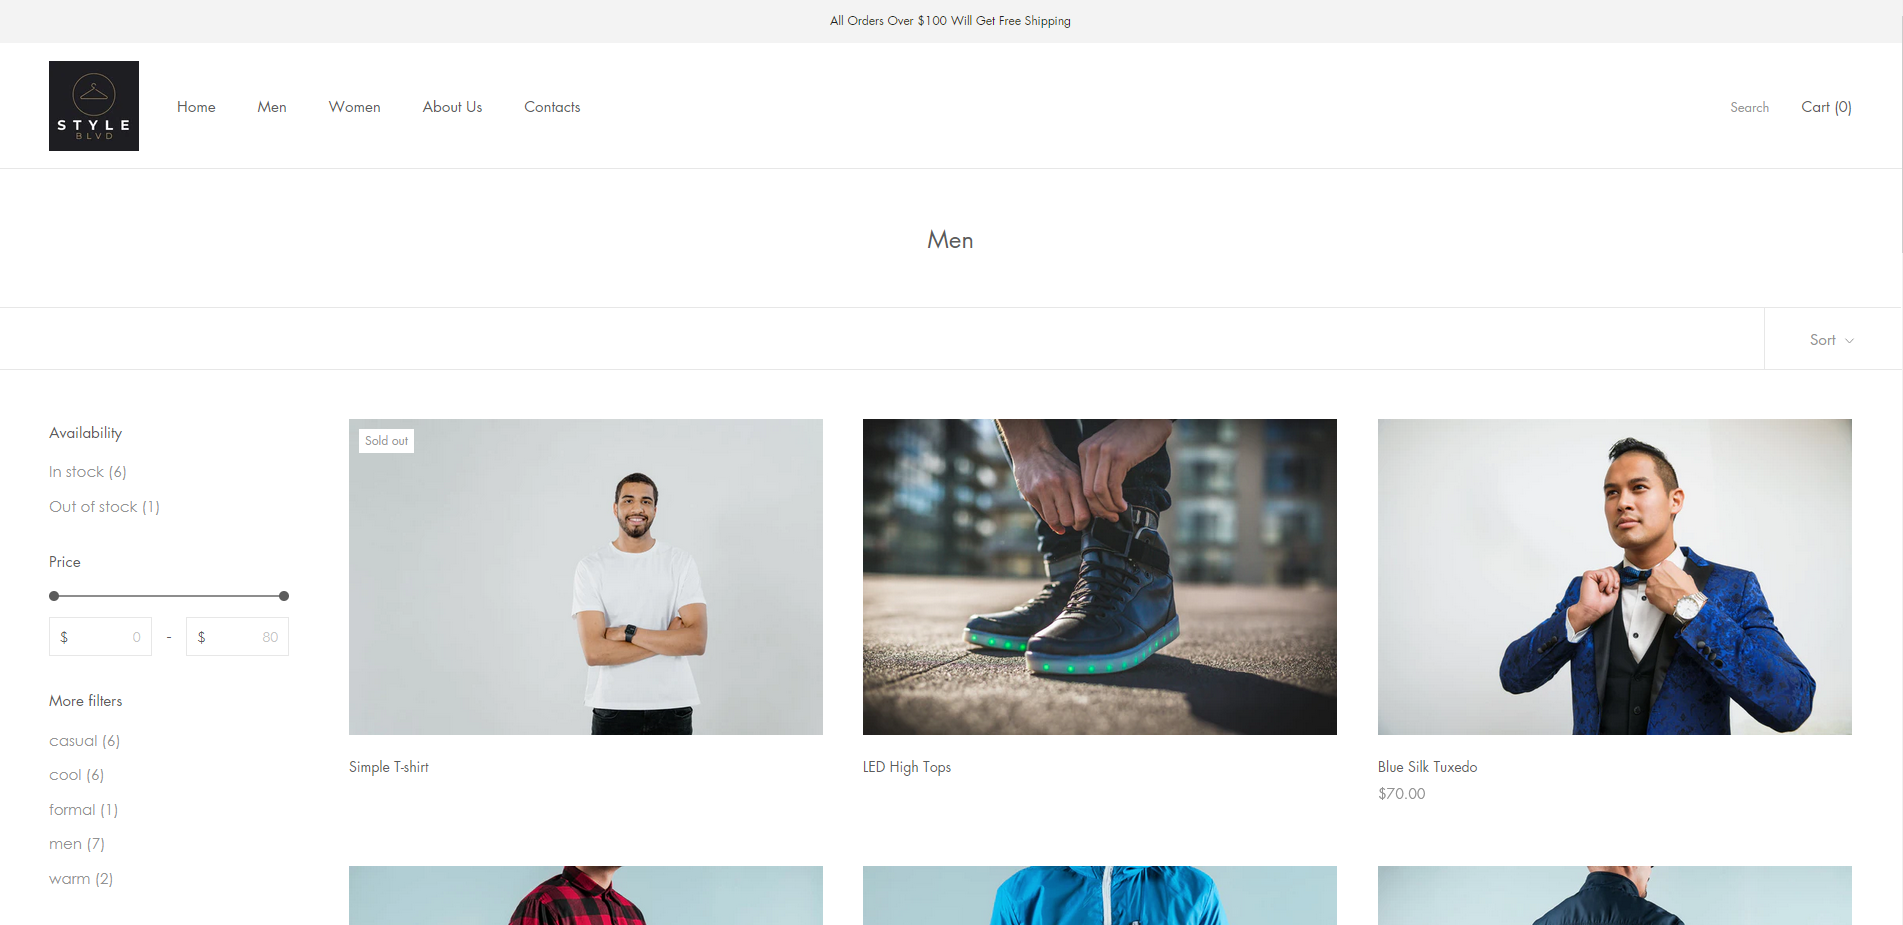 All Orders Over $100 Will Get Free Shipping
STYLE
BLVD
Home Men Women About Us Contacts
Search Cart (0)
Men
Sort
Availability
In stock (6)
Out of stock (1)
Price
$ 0 - $ 80
More filters
casual (6)
cool (6)
formal (1)
men (7)
warm (2)
Sold out
Simple T-shirt
LED High Tops
Blue Silk Tuxedo
$70.00